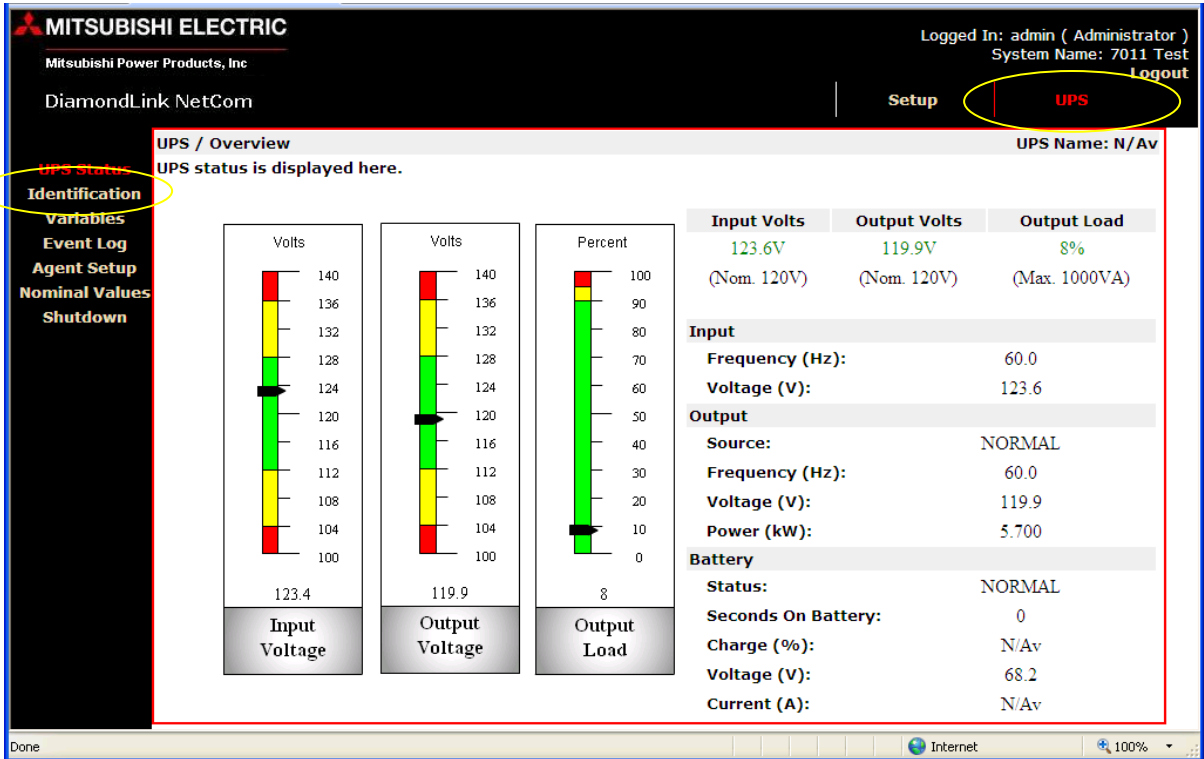 MITSUBISHI ELECTRIC
Mitsubishi Power Products, Inc
DiamondLink NetCom
Logged In: admin ( Administrator )
System Name: 7011 Test
Logout
Setup
UPS
UPS Status
Identification
Variables
Event Log
Agent Setup
Nominal Values
Shutdown
UPS / Overview
UPS Name: N/Av
UPS status is displayed here.
Volts
140
136
132
128
124
120
116
112
108
104
100
123.4
Input
Voltage
Volts
140
136
132
128
124
120
116
112
108
104
100
119.9
Output
Voltage
Percent
100
90
80
70
60
50
40
30
20
10
0
8
Output
Load
Input Volts Output Volts Output Load
123.6V 119.9V 8%
(Nom. 120V) (Nom. 120V) (Max. 1000VA)
Input
Frequency (Hz): 60.0
Voltage (V): 123.6
Output
Source: NORMAL
Frequency (Hz): 60.0
Voltage (V): 119.9
Power (kW): 5.700
Battery
Status: NORMAL
Seconds On Battery: 0
Charge (%): N/Av
Voltage (V): 68.2
Current (A): N/Av
Done
Internet
100%